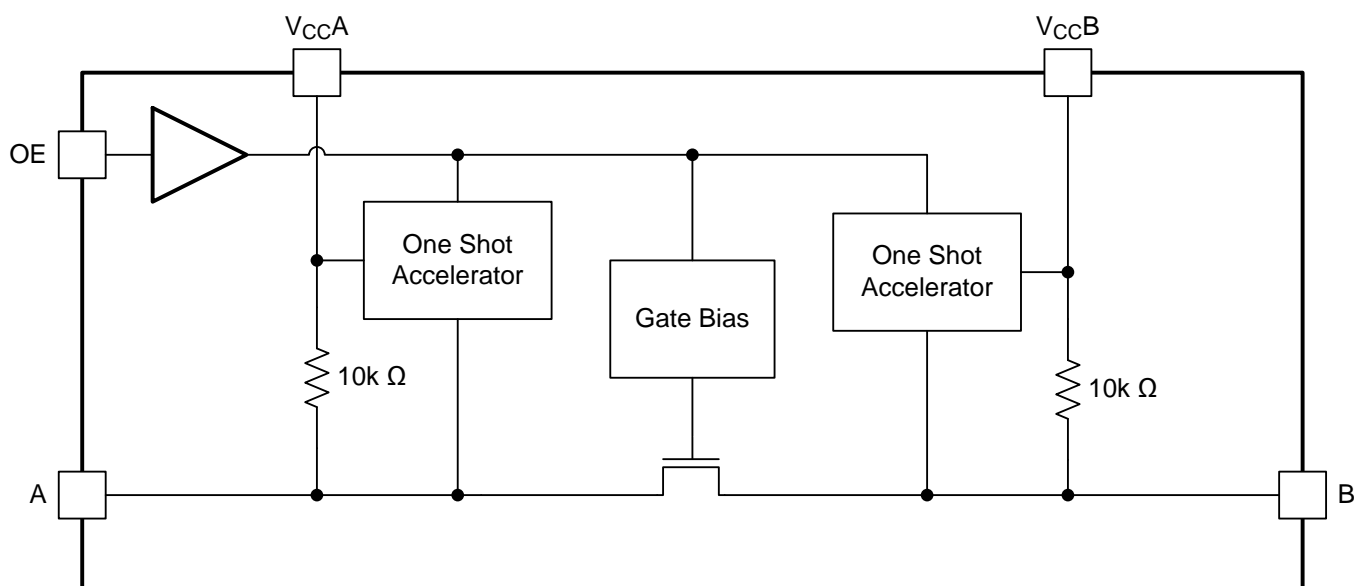 VCCA
VCCB
OE
One Shot
Accelerator
One Shot
Accelerator
Gate Bias
10k Ω
10k Ω
A
B